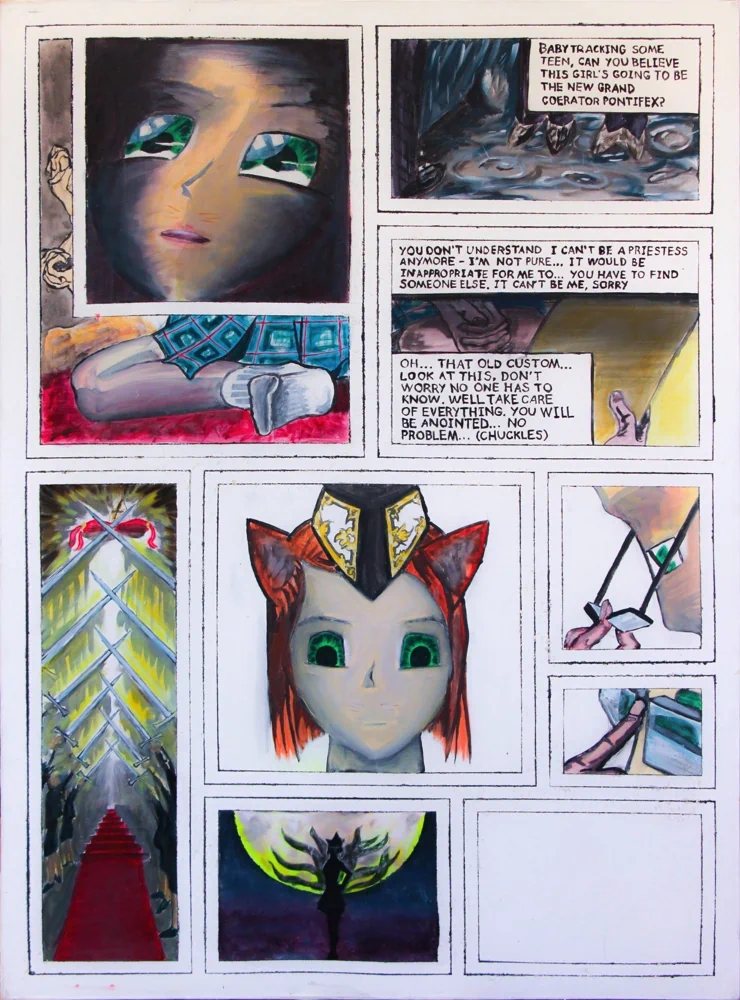 BABYTRACKING SOME
TEEN, CAN YOU BELIEVE
THIS GIRL'S GOING TO BE
THE NEW GRAND
COERATOR PONTIFEX?
YOU DON'T UNDERSTAND I CAN'T BE A PRIESTESS
ANYMORE - I'M NOT PURE... IT WOULD BE
INAPPROPRIATE FOR ME TO... YOU HAVE TO FIND
SOMEONE ELSE. IT CAN'T BE ME, SORRY
OH... THAT OLD CUSTOM...
LOOK AT THIS, DON'T
WORRY NO ONE HAS TO
KNOW. WELL TAKE CARE
OF EVERYTHING. YOU WILL
BE ANOINTED... NO
PROBLEM... (CHUCKLES)